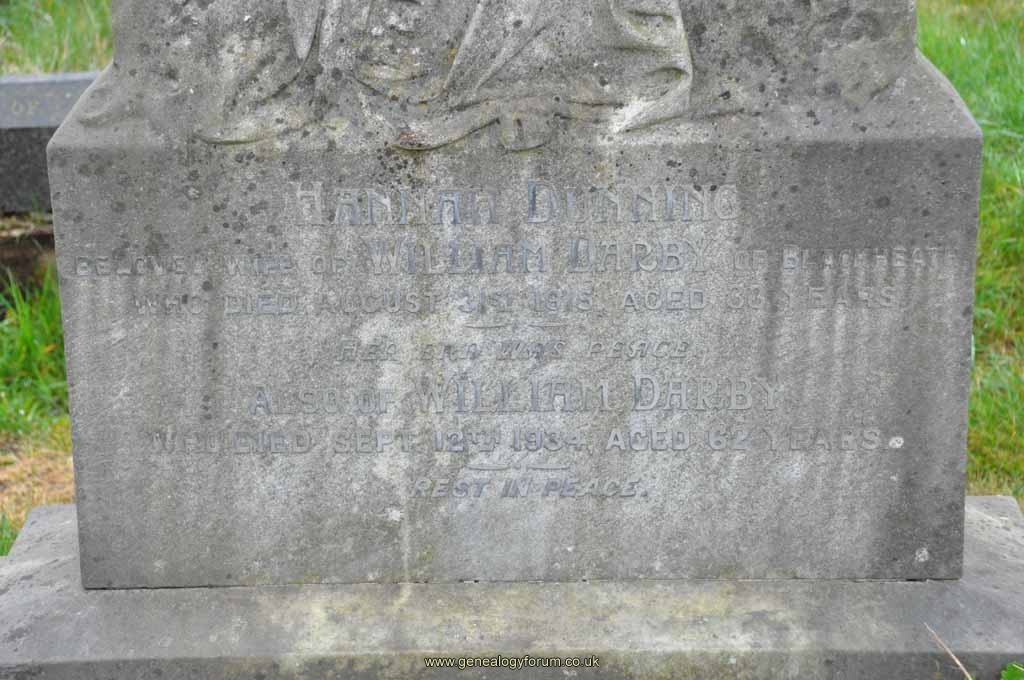 HANNAH DUNNING
BELOVED WIFE OF WILLIAM DARBY OF BLACKHEATH
WHO DIED AUGUST 31ST 1915, AGED 33 YEARS.
HER END WAS PEACE.
ALSO OF WILLIAM DARBY
WHO DIED SEPT. 12TH 1934, AGED 62 YEARS.
REST IN PEACE.
www.genealogyforum.co.uk